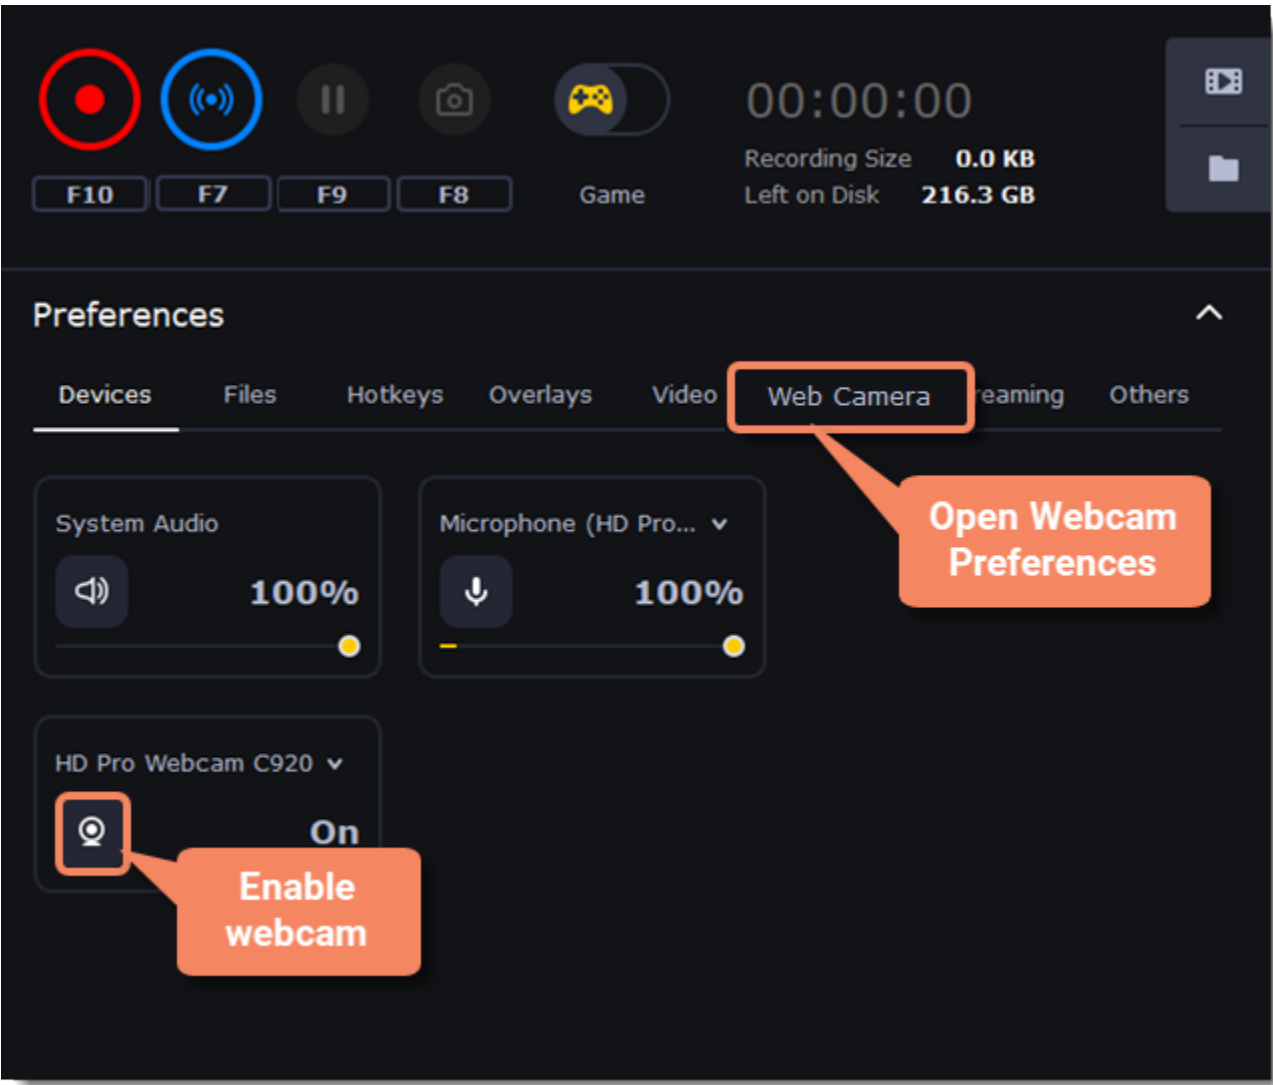 00:00:00
Recording Size 0.0 KB
F10 F7 F9 F8 Game Left on Disk 216.3 GB
Preferences
Devices Files Hotkeys Overlays Video Web Camera reaming Others
Open Webcam
Preferences
System Audio
100%
Microphone (HD Pro...
100%
HD Pro Webcam C920
On
Enable
webcam